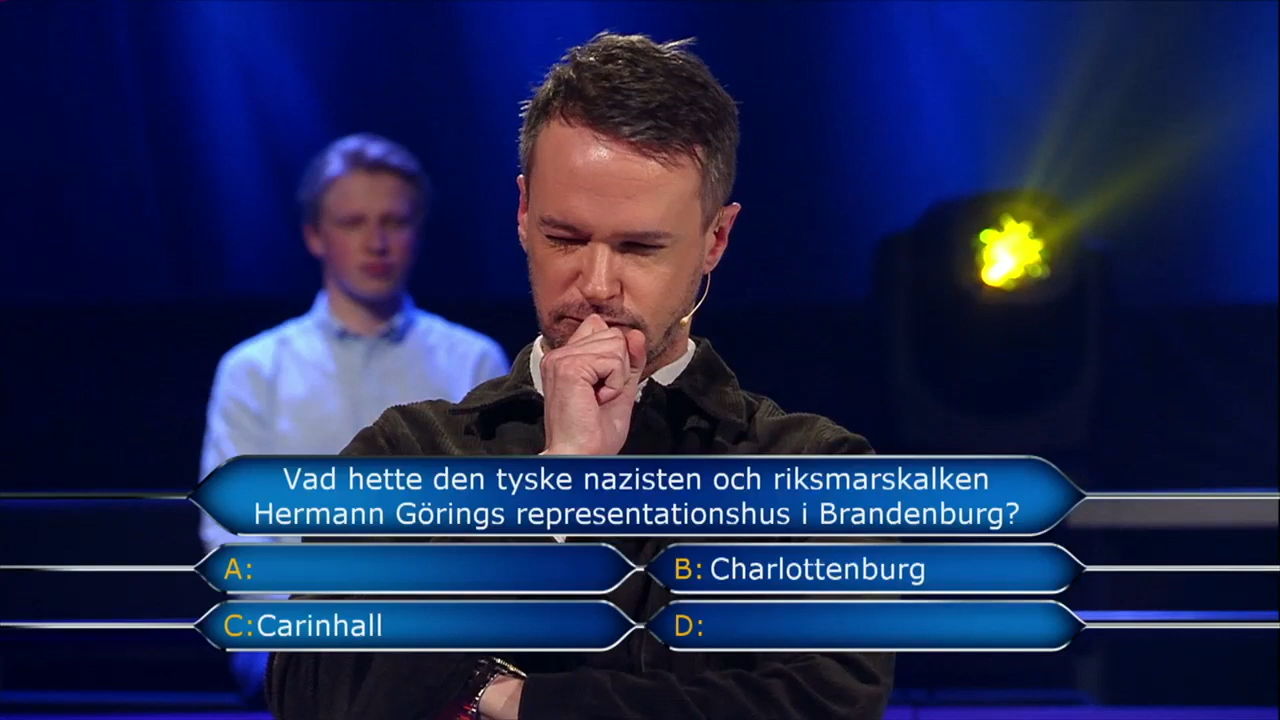 Vad hette den tyske nazisten och riksmarskalken
Hermann Görings representationshus i Brandenburg?
A:
B: Charlottenburg
C:Carinhall
D: